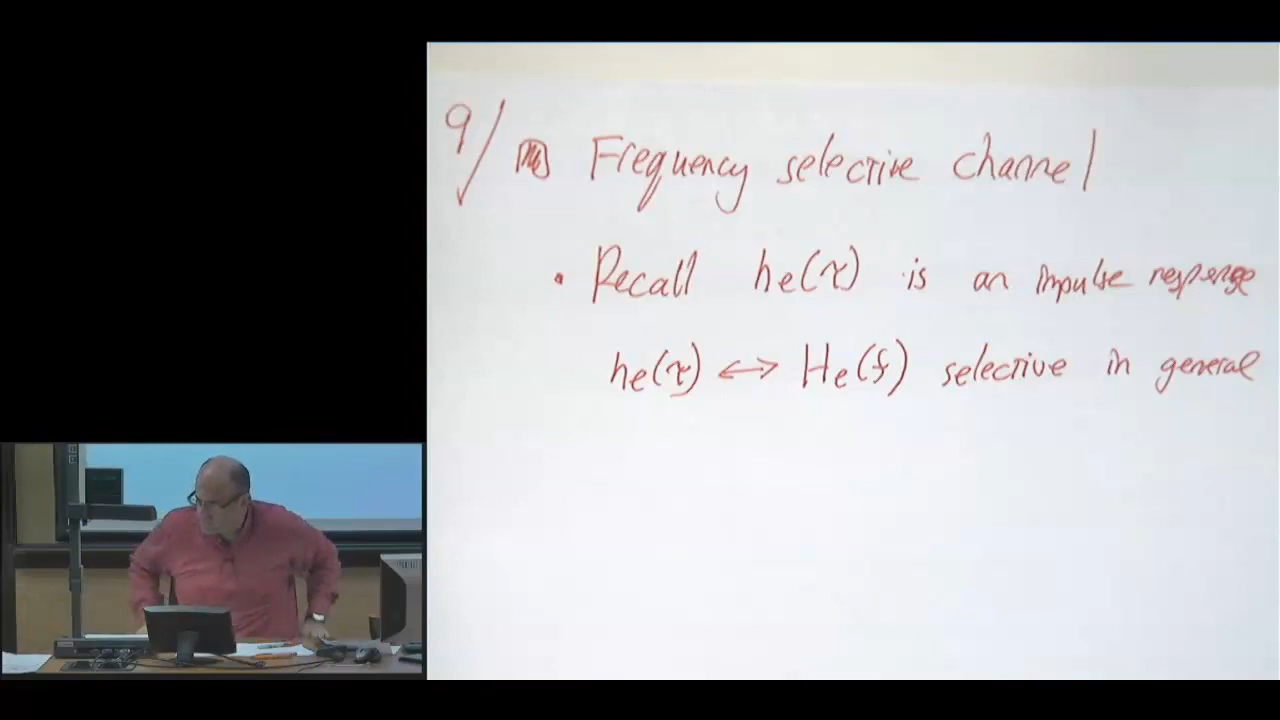 9/ Frequency selective channel
• Recall he(τ) is an impulse response
he(τ) ↔ He(f) selective in general